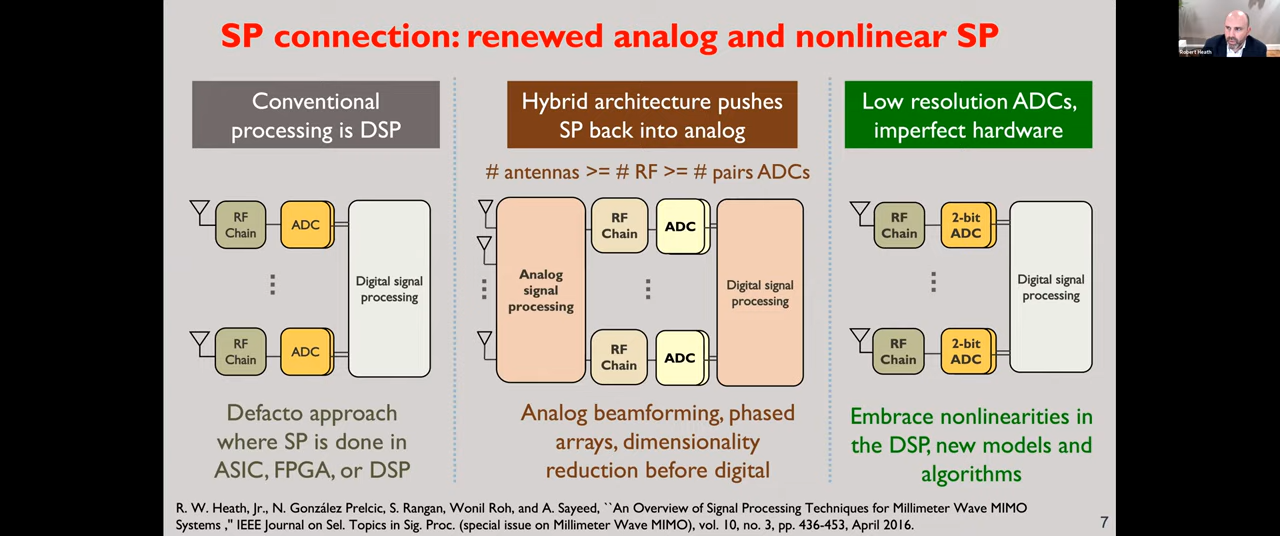 SP connection: renewed analog and nonlinear SP
Robert Heath
Conventional
processing is DSP
RF
Chain
ADC
Digital signal
processing
RF
Chain
ADC
Defacto approach
where SP is done in
ASIC, FPGA, or DSP
Hybrid architecture pushes
SP back into analog
# antennas >= # RF >= # pairs ADCs
Analog
signal
processing
RF
Chain
ADC
Digital signal
processing
RF
Chain
ADC
Analog beamforming, phased
arrays, dimensionality
reduction before digital
Low resolution ADCs,
imperfect hardware
RF
Chain
2-bit
ADC
Digital signal
processing
RF
Chain
2-bit
ADC
Embrace nonlinearities in
the DSP, new models and
algorithms
R. W. Heath, Jr., N. González Prelcic, S. Rangan, Wonil Roh, and A. Sayeed, ``An Overview of Signal Processing Techniques for Millimeter Wave MIMO
Systems ,'' IEEE Journal on Sel. Topics in Sig. Proc. (special issue on Millimeter Wave MIMO), vol. 10, no. 3, pp. 436-453, April 2016.
7